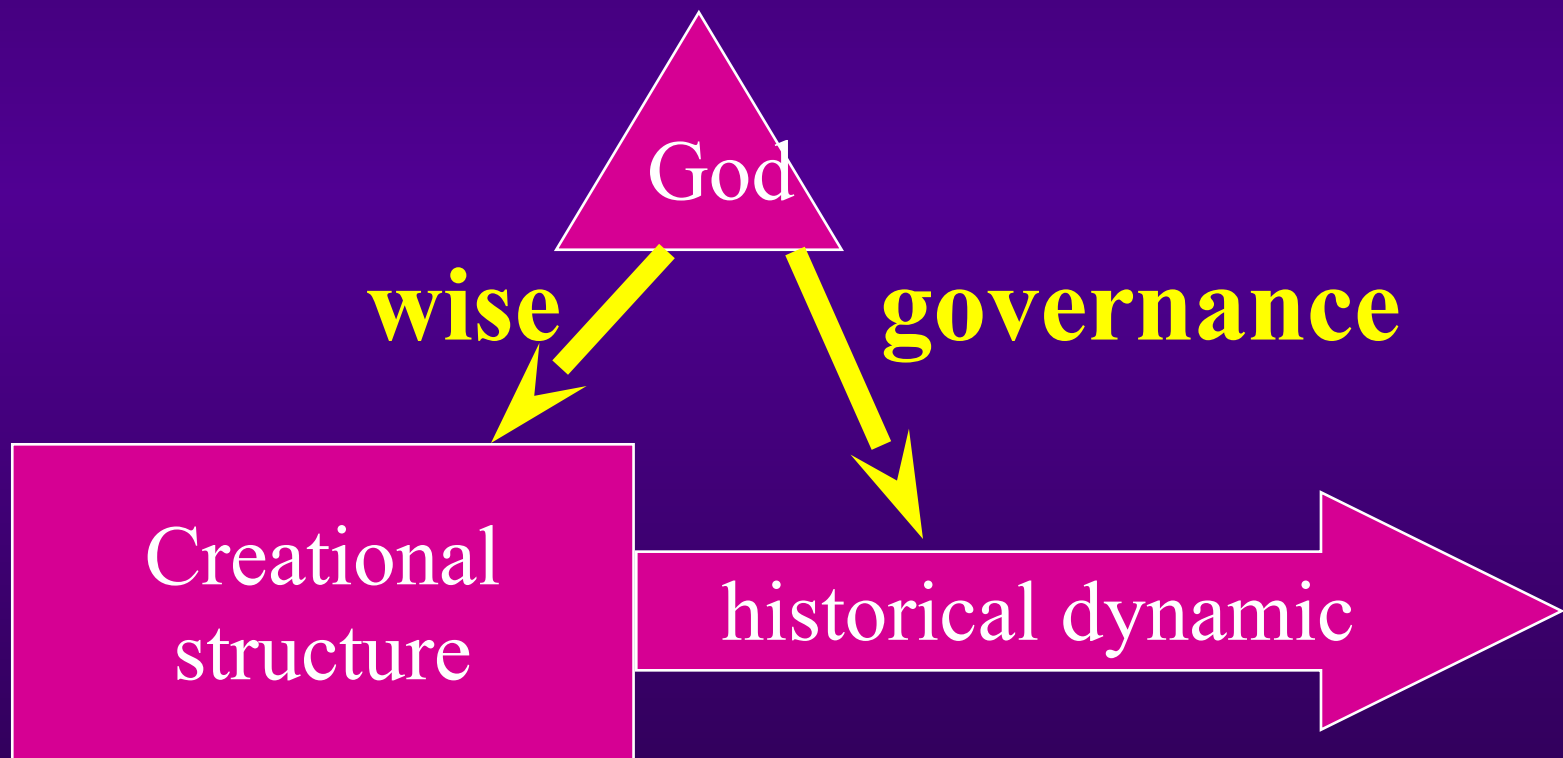 God
wise governance
Creational
structure
historical dynamic